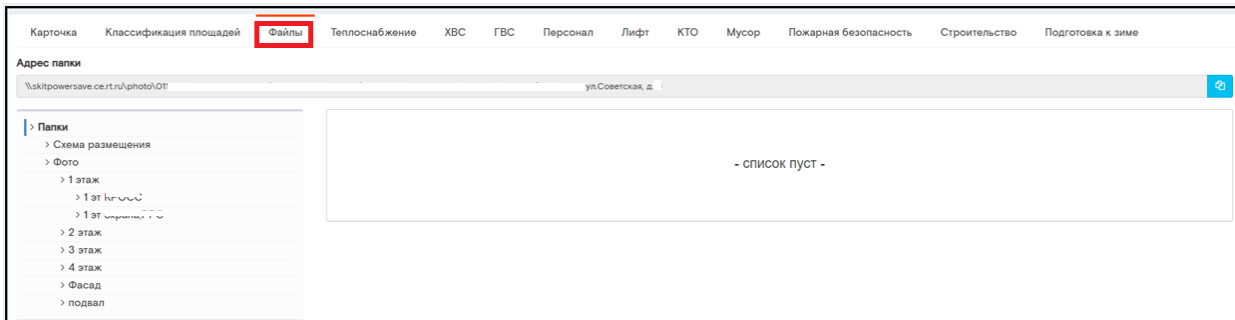 Карточка Классификация площадей Файлы Теплоснабжение ХВС ГВС Персонал Лифт КТО Мусор Пожарная безопасность Строительство Подготовка к зиме
Адрес папки
\\skitpowersave.ce.rt.ru\photo\01 ул.Советская, д.
> Папки
> Схема размещения
- список пуст -
> Фото
> 1 этаж
> 1 эт
> 1 эт
> 2 этаж
> 3 этаж
> 4 этаж
> Фасад
> подвал